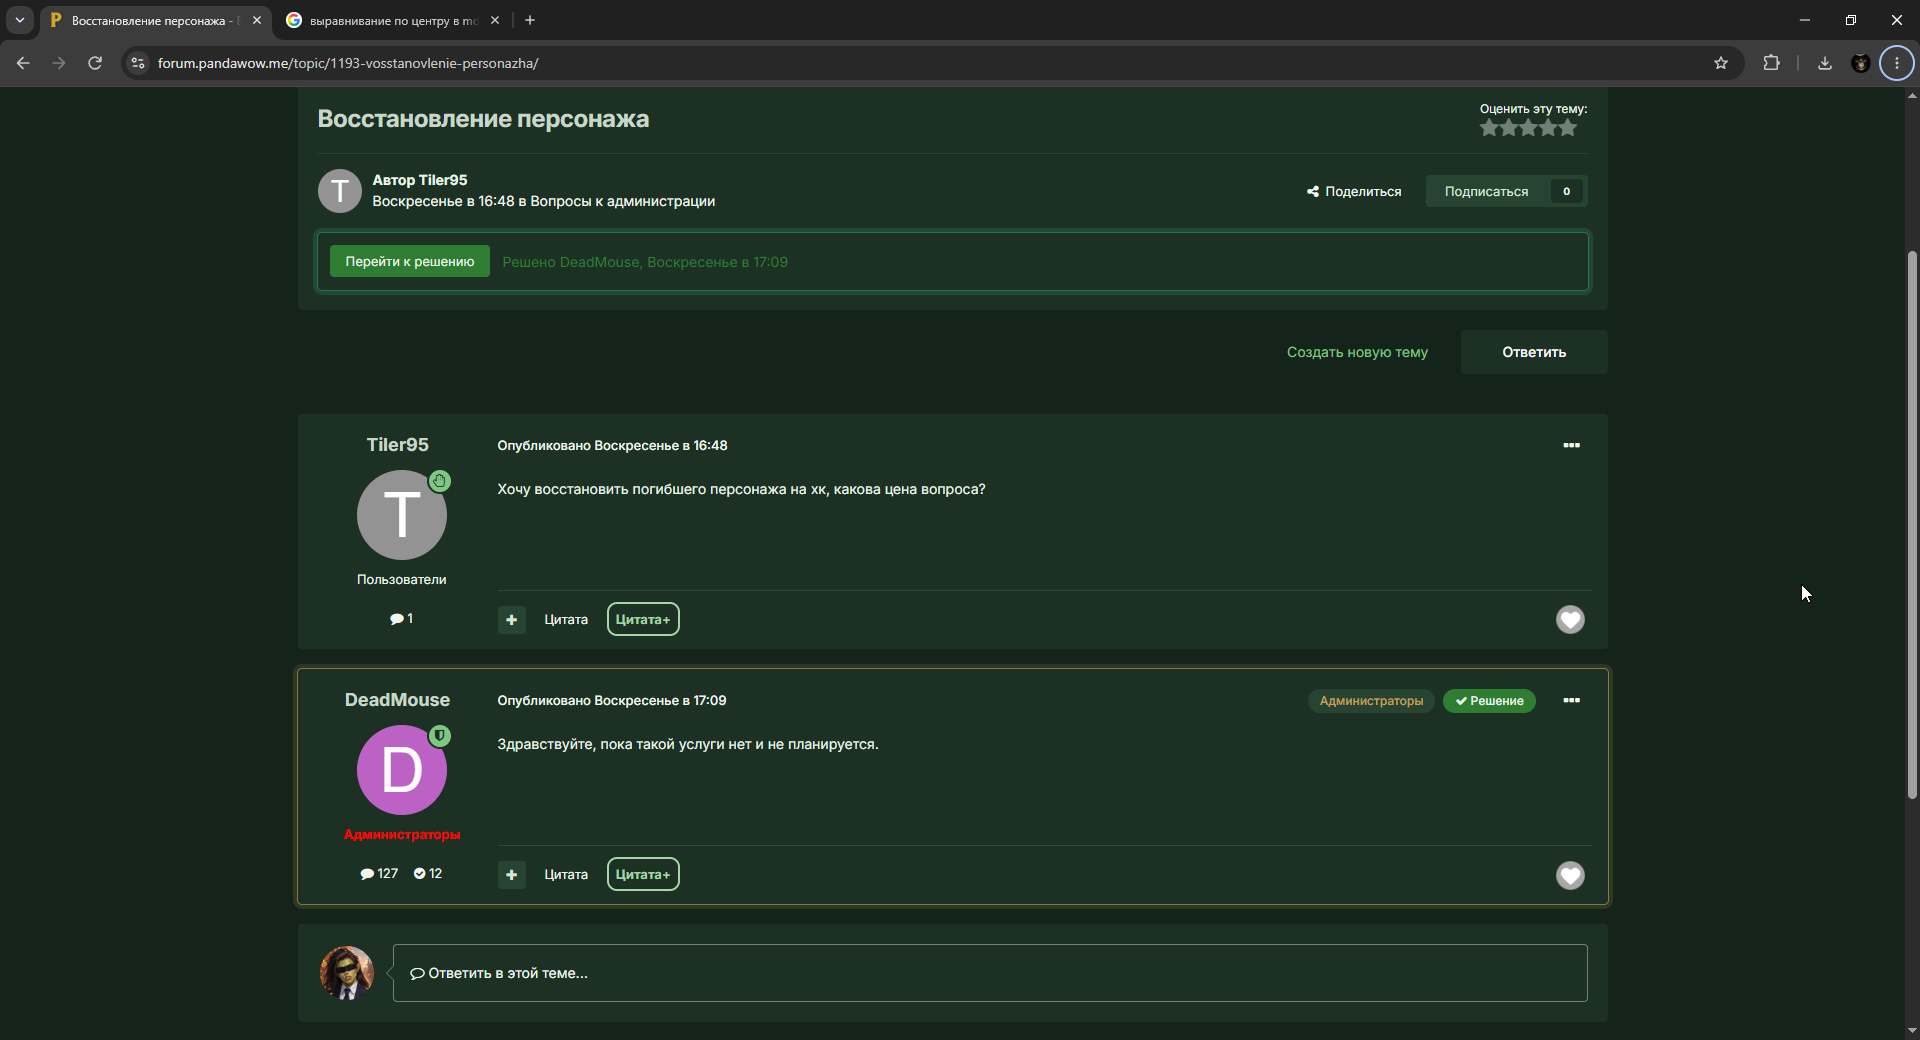 Восстановление персонажа -
выравнивание по центру в md
forum.pandawow.me/topic/1193-vosstanovlenie-personazha/
Восстановление персонажа
Оценить эту тему:
T
Автор Tiler95
Воскресенье в 16:48 в Вопросы к администрации
Поделиться
Подписаться 0
Перейти к решению
Решено DeadMouse, Воскресенье в 17:09
Создать новую тему
Ответить
Tiler95
Опубликовано Воскресенье в 16:48
T
Хочу восстановить погибшего персонажа на хк, какова цена вопроса?
Пользователи
1
+ Цитата Цитата+
DeadMouse
Опубликовано Воскресенье в 17:09
Администраторы
Решение
D
Здравствуйте, пока такой услуги нет и не планируется.
Администраторы
127 12
+ Цитата Цитата+
Ответить в этой теме...